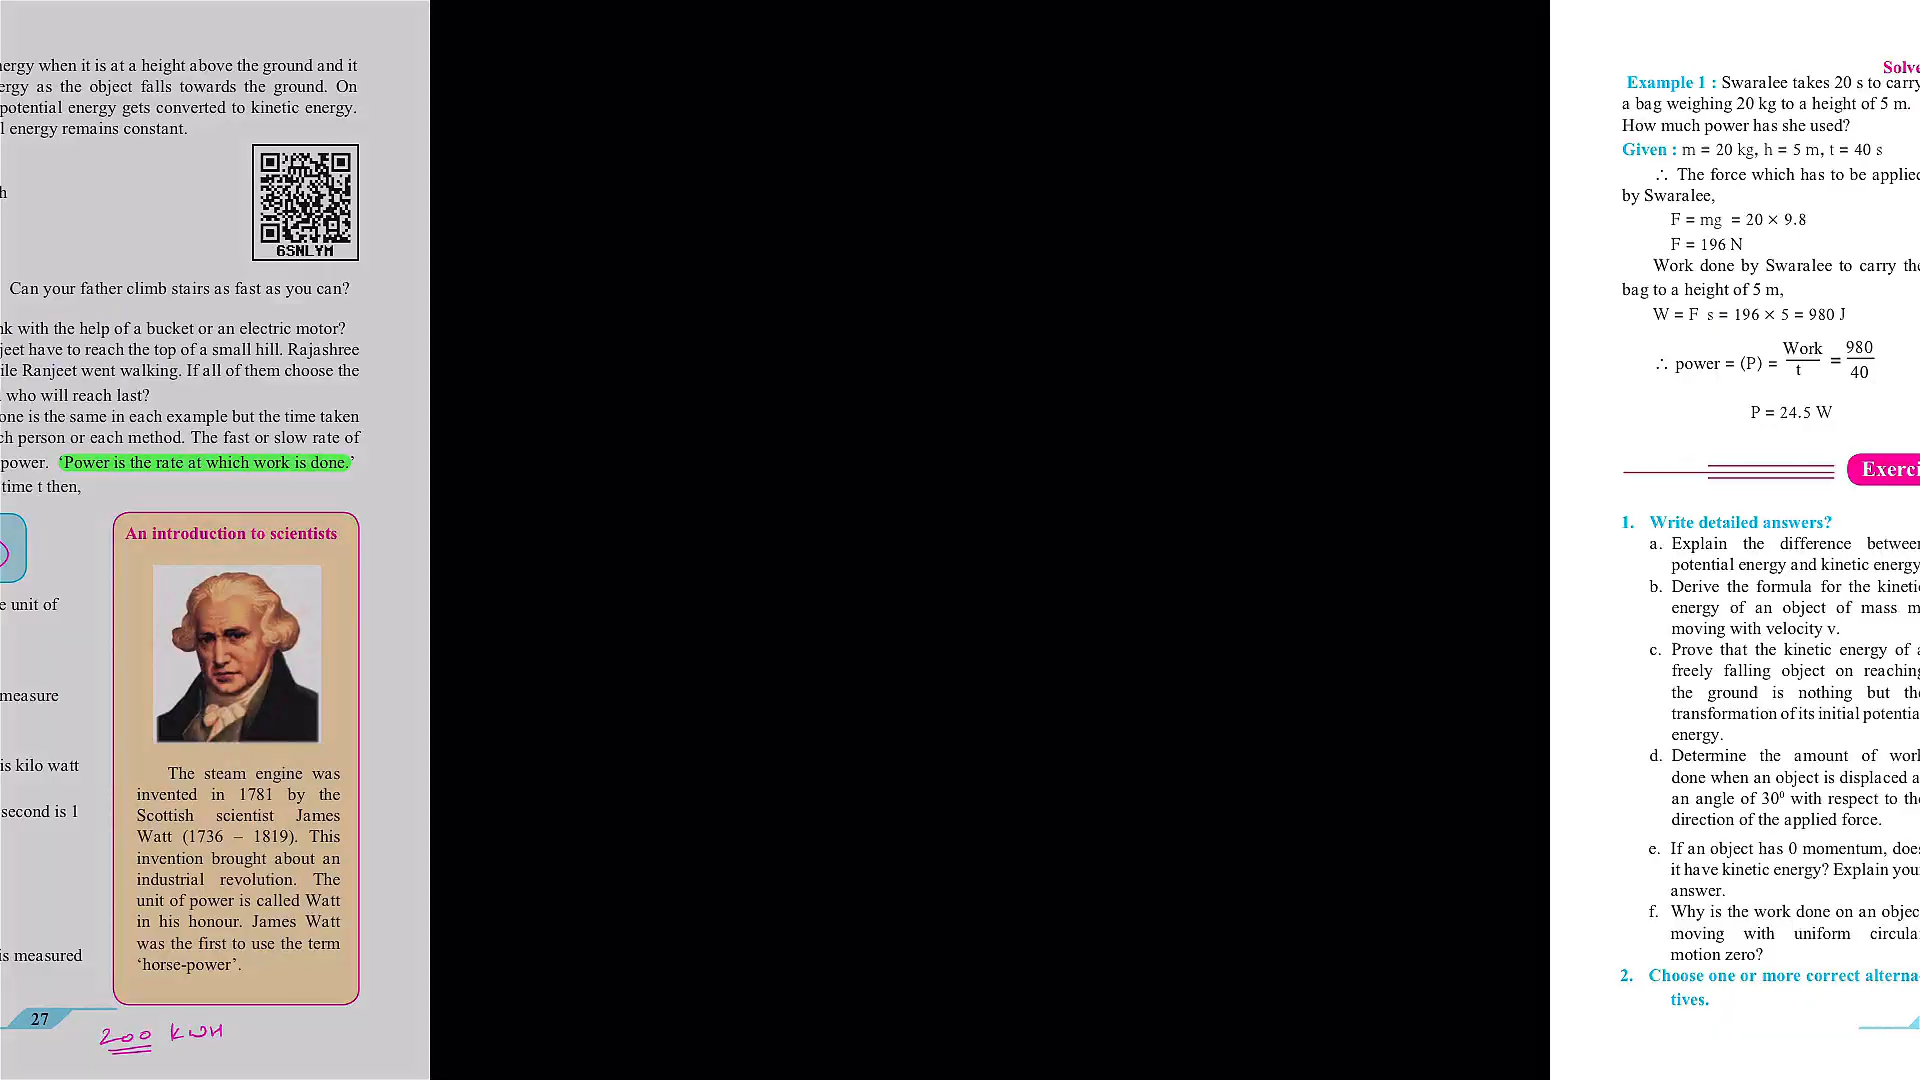 nergy when it is at a height above the ground and it
ergy as the object falls towards the ground. On
potential energy gets converted to kinetic energy.
l energy remains constant.
6SNLYM
h
Can your father climb stairs as fast as you can?
nk with the help of a bucket or an electric motor?
jeet have to reach the top of a small hill. Rajashree
ile Ranjeet went walking. If all of them choose the
who will reach last?
one is the same in each example but the time taken
ch person or each method. The fast or slow rate of
power. ‘Power is the rate at which work is done.’
time t then,
An introduction to scientists
e unit of
measure
is kilo watt
second is 1
is measured
The steam engine was
invented in 1781 by the
Scottish scientist James
Watt (1736 – 1819). This
invention brought about an
industrial revolution. The
unit of power is called Watt
in his honour. James Watt
was the first to use the term
‘horse-power’.
27
200 KWH
Solve
Example 1 : Swaralee takes 20 s to carry
a bag weighing 20 kg to a height of 5 m.
How much power has she used?
Given : m = 20 kg, h = 5 m, t = 40 s
∴ The force which has to be applied
by Swaralee,
F = mg = 20 × 9.8
F = 196 N
Work done by Swaralee to carry the
bag to a height of 5 m,
W = F s = 196 × 5 = 980 J
∴ power = (P) = Work/t = 980/40
P = 24.5 W
Exerci
1. Write detailed answers?
a. Explain the difference between
potential energy and kinetic energy
b. Derive the formula for the kinetic
energy of an object of mass m,
moving with velocity v.
c. Prove that the kinetic energy of a
freely falling object on reaching
the ground is nothing but the
transformation of its initial potential
energy.
d. Determine the amount of work
done when an object is displaced at
an angle of 30⁰ with respect to the
direction of the applied force.
e. If an object has 0 momentum, does
it have kinetic energy? Explain your
answer.
f. Why is the work done on an object
moving with uniform circular
motion zero?
2. Choose one or more correct alterna-
tives.